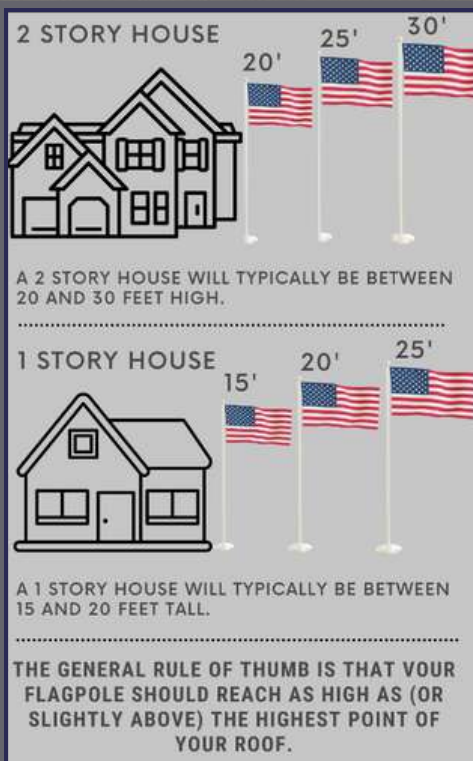 2 STORY HOUSE
20'
25'
30'
A 2 STORY HOUSE WILL TYPICALLY BE BETWEEN
20 AND 30 FEET HIGH.
1 STORY HOUSE
15'
20'
25'
A 1 STORY HOUSE WILL TYPICALLY BE BETWEEN
15 AND 20 FEET TALL.
THE GENERAL RULE OF THUMB IS THAT VOUR
FLAGPOLE SHOULD REACH AS HIGH AS (OR
SLIGHTLY ABOVE) THE HIGHEST POINT OF
YOUR ROOF.